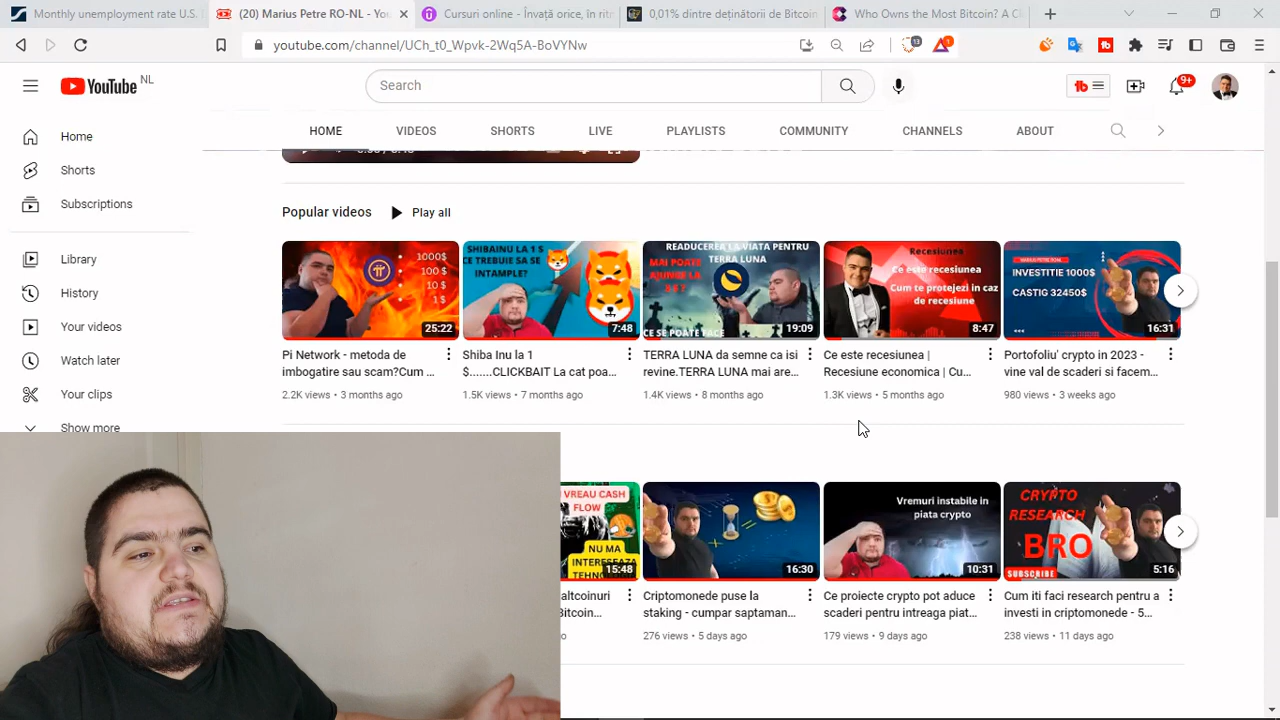 Monthly unemployment rate U.S.
(20) Marius Petre RO-NL - You
Cursuri online - Învață orice, în rit
0,01% dintre deținătorii de Bitcoin
Who Owns the Most Bitcoin? A C
youtube.com/channel/UCh_t0_Wpvk-2Wq5A-BoVYNw
13
1
YouTube NL
Search
9+
HOME
VIDEOS
SHORTS
LIVE
PLAYLISTS
COMMUNITY
CHANNELS
ABOUT
Home
Shorts
Subscriptions
Library
History
Your videos
Watch later
Your clips
Show more
Popular videos
Play all
1000$
100 $
10 $
1 $
25:22
SHIBAINU LA 1 $
CE TREBUIE SA SE
INTAMPLE?
7:48
READUCEREA LA VIATA PENTRU
TERRA LUNA
MAI POATE
CE SE POATE FACE
19:09
Recesiunea
Ce este recesiunea
Cum te protejezi in caz
de recesiune
8:47
INVESTITIE 1000$
CASTIG 32450$
16:31
Pi Network - metoda de
imbogatire sau scam?Cum ...
2.2K views • 3 months ago
Shiba Inu la 1
$.......CLICKBAIT La cat poa...
1.5K views • 7 months ago
TERRA LUNA da semne ca isi
revine.TERRA LUNA mai are...
1.4K views • 8 months ago
Ce este recesiunea |
Recesiune economica | Cu...
1.3K views • 5 months ago
Portofoliu' crypto in 2023 -
vine val de scaderi si facem...
980 views • 3 weeks ago
VREAU CASH
FLOW
NU MA
INTERESEAZA
15:48
16:30
Vremuri instabile in
piata crypto
10:31
CRYPTO
RESEARCH
BRO
SUBSCRIBE
5:16
altcoinuri
Bitcoin...
Criptomonede puse la
staking - cumpar saptaman...
276 views • 5 days ago
Ce proiecte crypto pot aduce
scaderi pentru intreaga piat...
179 views • 9 days ago
Cum iti faci research pentru a
investi in criptomonede - 5...
238 views • 11 days ago